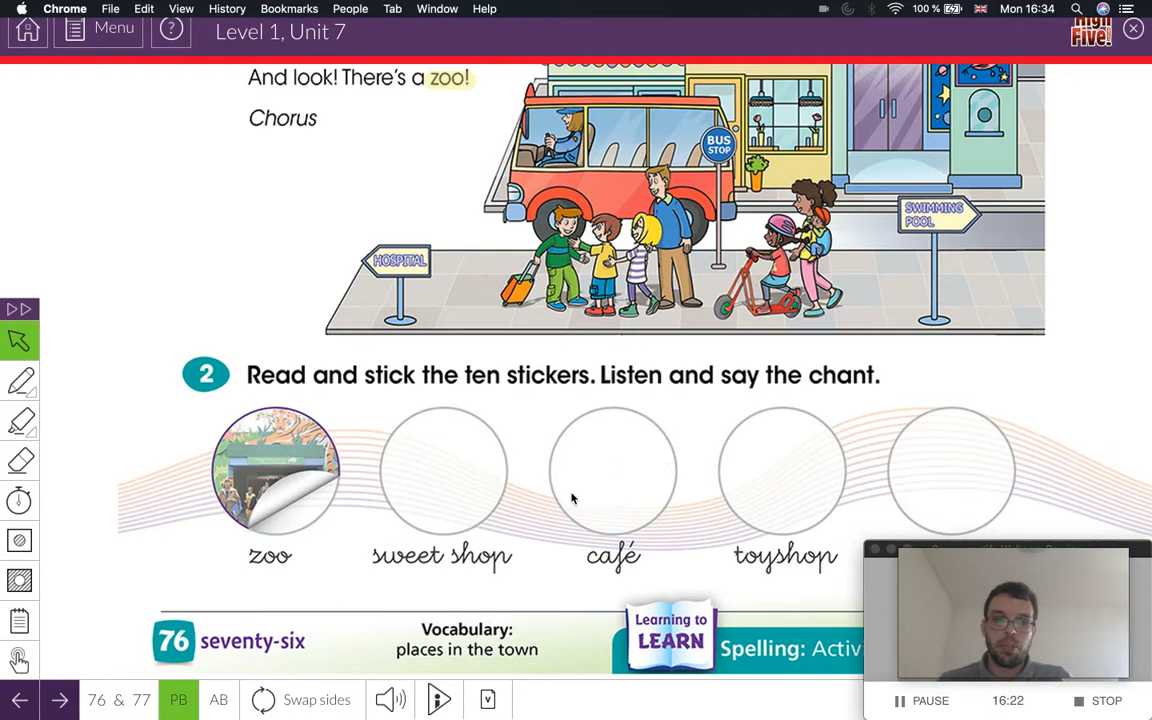 Chrome File Edit View History Bookmarks People Tab Window Help 100 % Mon 16:34
Menu ? Level 1, Unit 7 High Five!
And look! There's a zoo!
Chorus
BUS STOP
SWIMMING POOL
HOSPITAL
2 Read and stick the ten stickers. Listen and say the chant.
zoo sweet shop café toyshop
76 seventy-six
Vocabulary:
places in the town
Learning to
LEARN
Spelling: Activ
76 & 77 PB AB Swap sides V
PAUSE 16:22 STOP